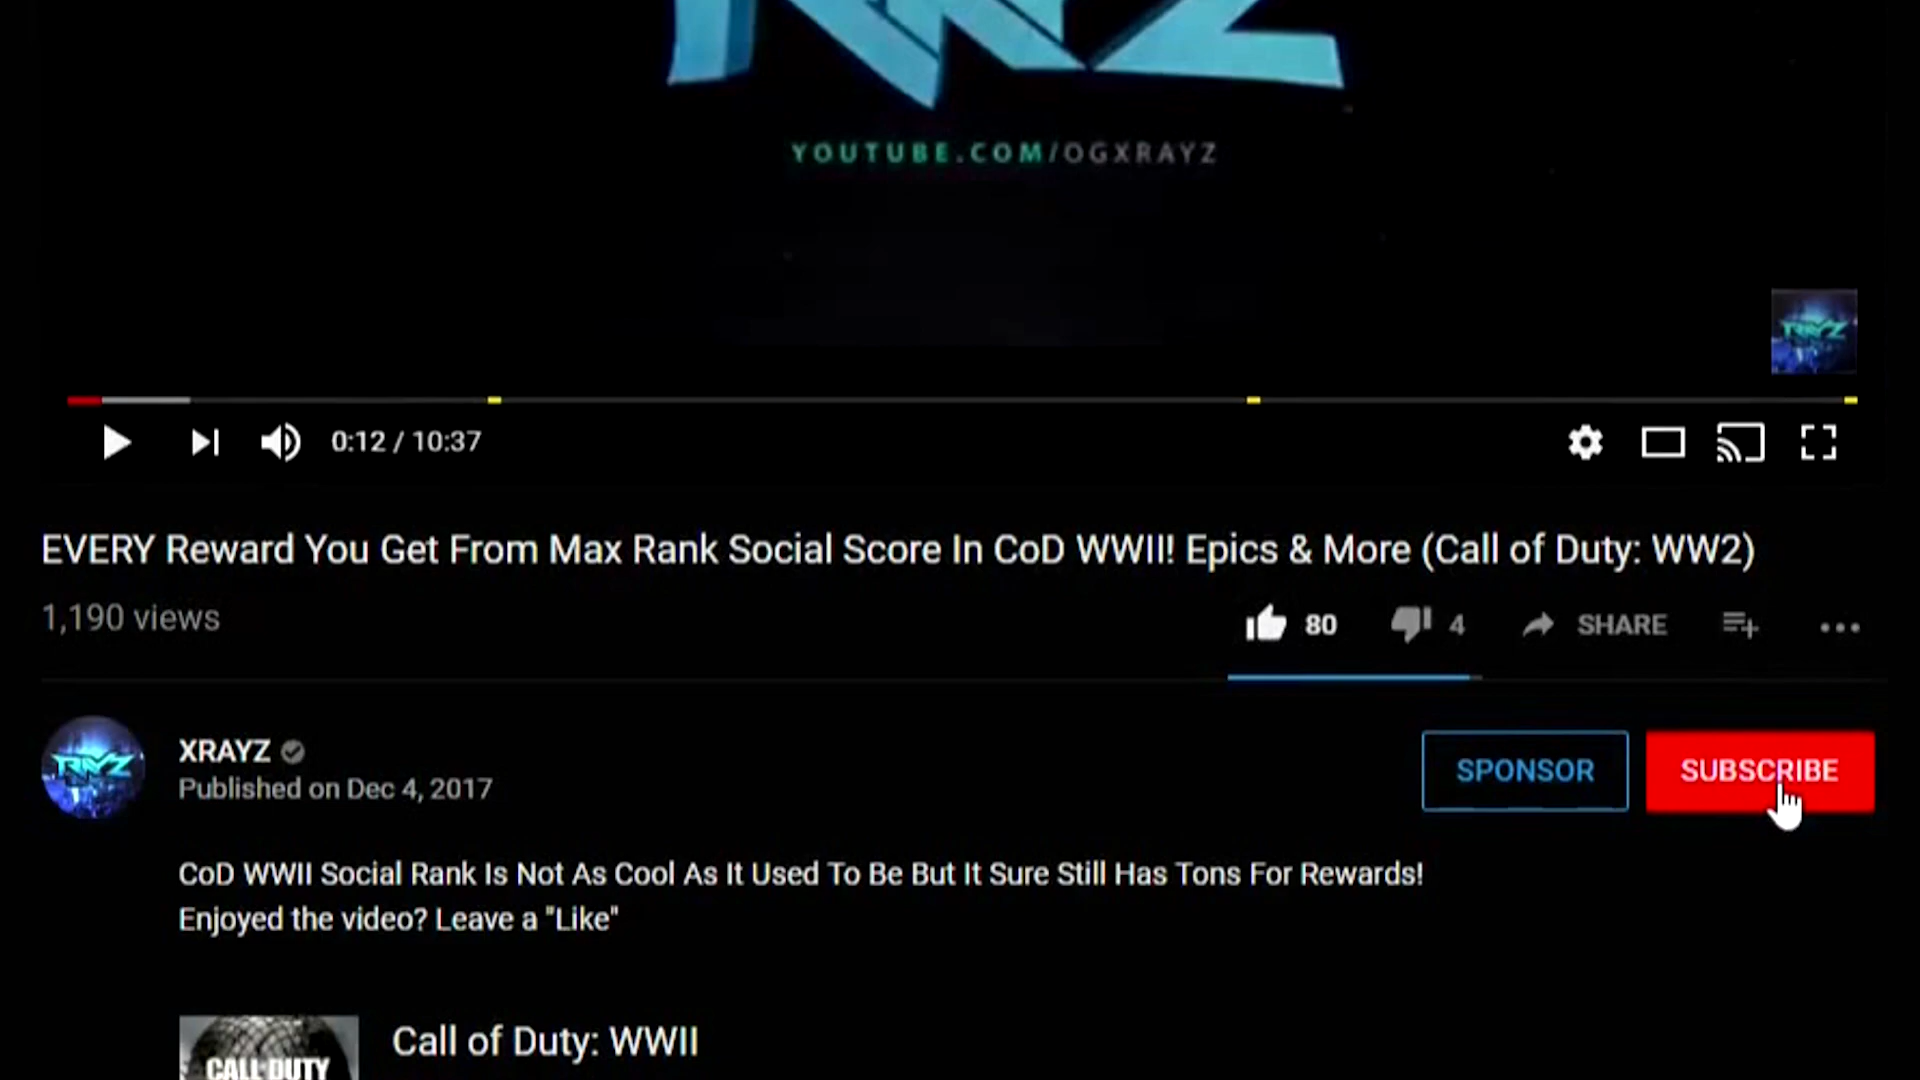 YOUTUBE.COM/OGXRAYZ
0:12 / 10:37
EVERY Reward You Get From Max Rank Social Score In CoD WWII! Epics & More (Call of Duty: WW2)
1,190 views
80
4
SHARE
XRAYZ
Published on Dec 4, 2017
SPONSOR
SUBSCRIBE
CoD WWII Social Rank Is Not As Cool As It Used To Be But It Sure Still Has Tons For Rewards!
Enjoyed the video? Leave a "Like"
Call of Duty: WWII
CALL DUTY